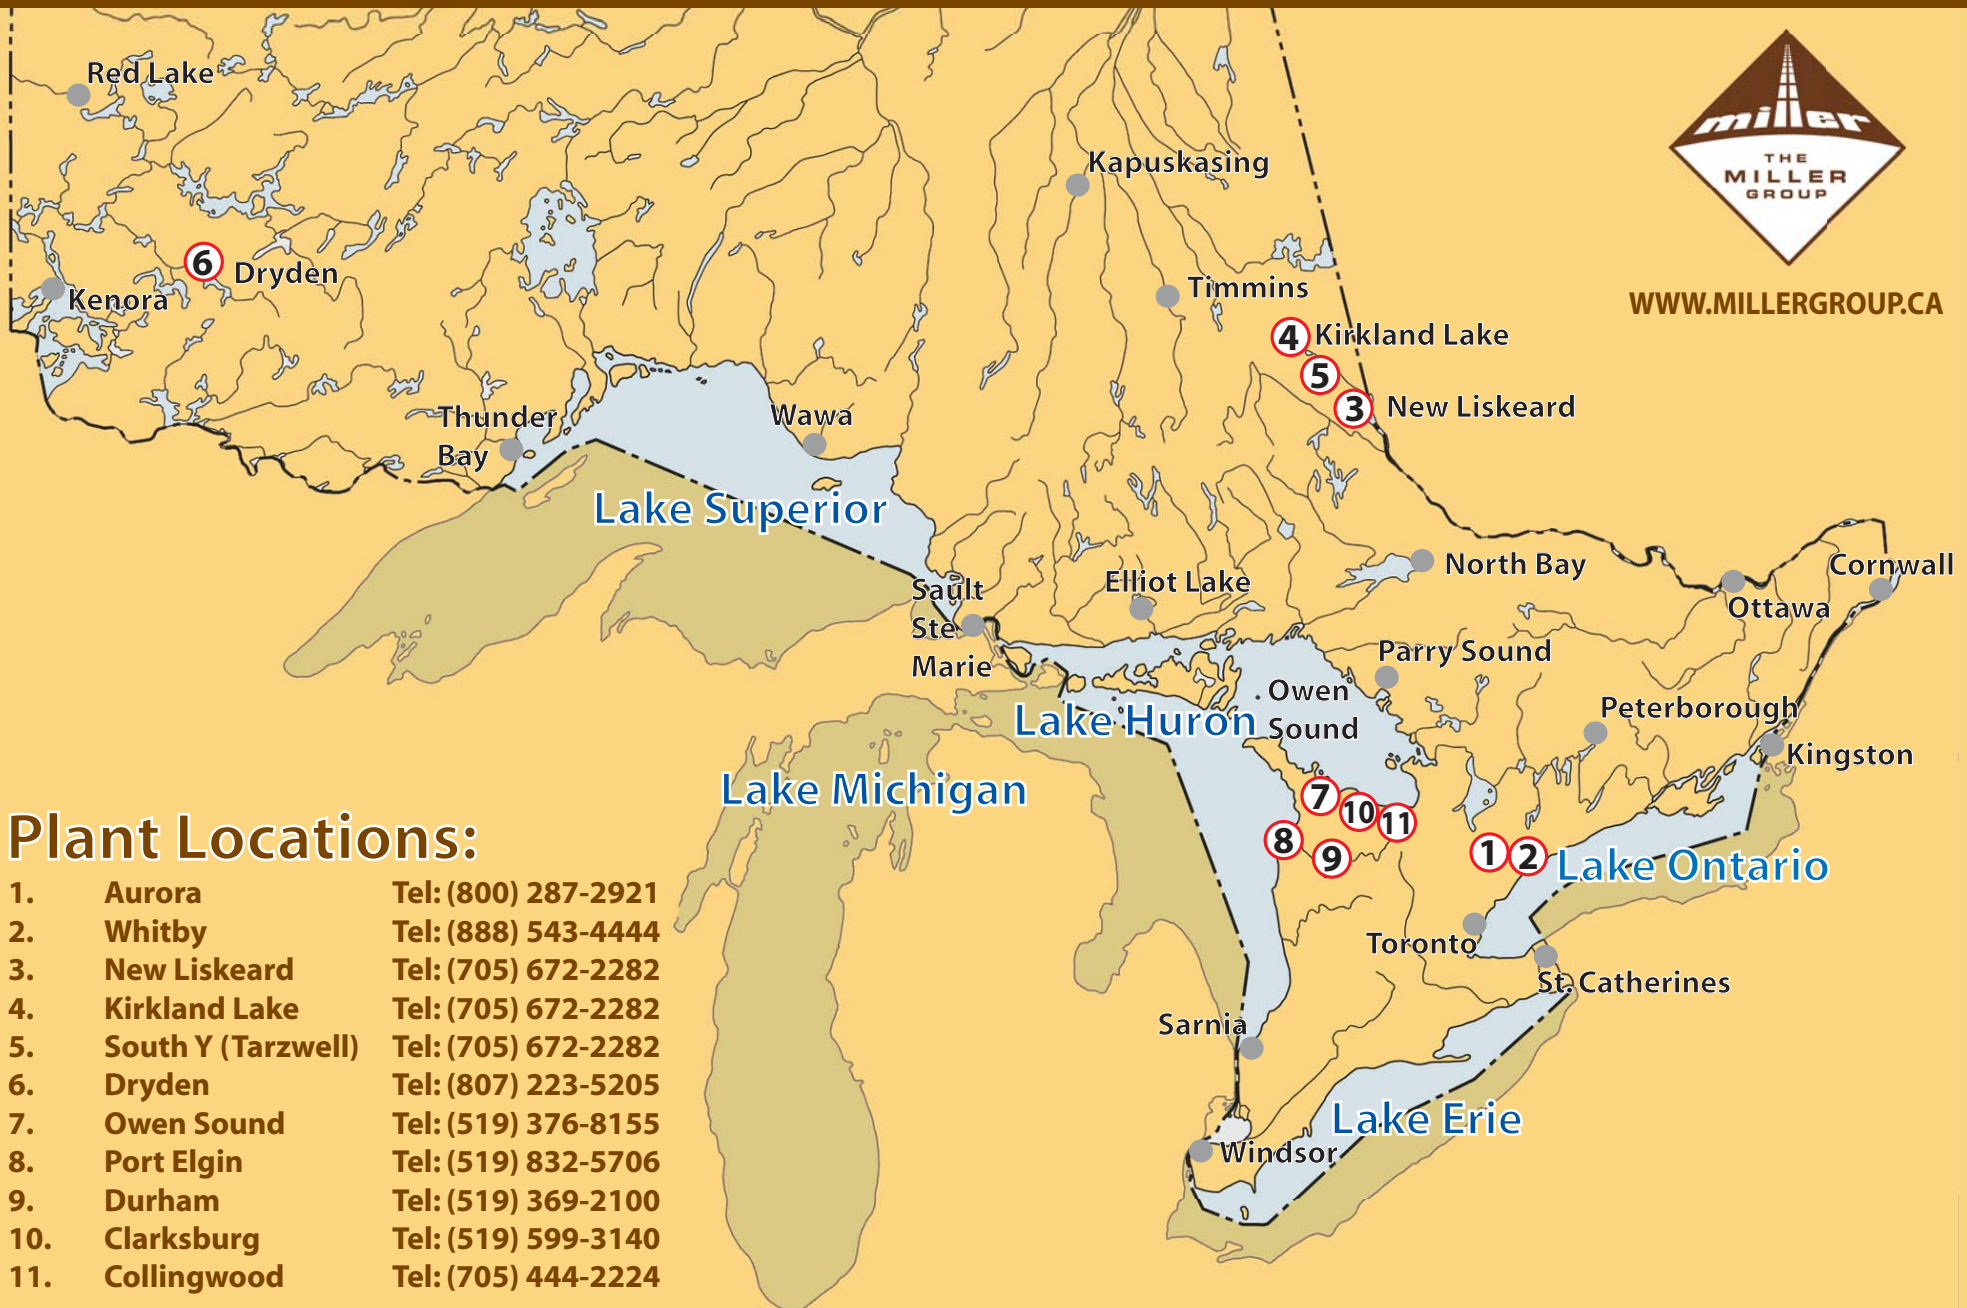 Red Lake
miller
THE
MILLER
GROUP
Kapuskasing
6 Dryden
Kenora
Timmins
WWW.MILLERGROUP.CA
4 Kirkland Lake
5
3 New Liskeard
Thunder
Bay
Wawa
Lake Superior
North Bay
Cornwall
Sault
Ste
Marie
Elliot Lake
Ottawa
Parry Sound
Owen
Sound
Lake Huron
Peterborough
Kingston
Lake Michigan
7
10
11
8
9
1
2
Lake Ontario
Toronto
St. Catherines
Sarnia
Lake Erie
Windsor
Plant Locations:
1. Aurora Tel: (800) 287-2921
2. Whitby Tel: (888) 543-4444
3. New Liskeard Tel: (705) 672-2282
4. Kirkland Lake Tel: (705) 672-2282
5. South Y (Tarzwell) Tel: (705) 672-2282
6. Dryden Tel: (807) 223-5205
7. Owen Sound Tel: (519) 376-8155
8. Port Elgin Tel: (519) 832-5706
9. Durham Tel: (519) 369-2100
10. Clarksburg Tel: (519) 599-3140
11. Collingwood Tel: (705) 444-2224